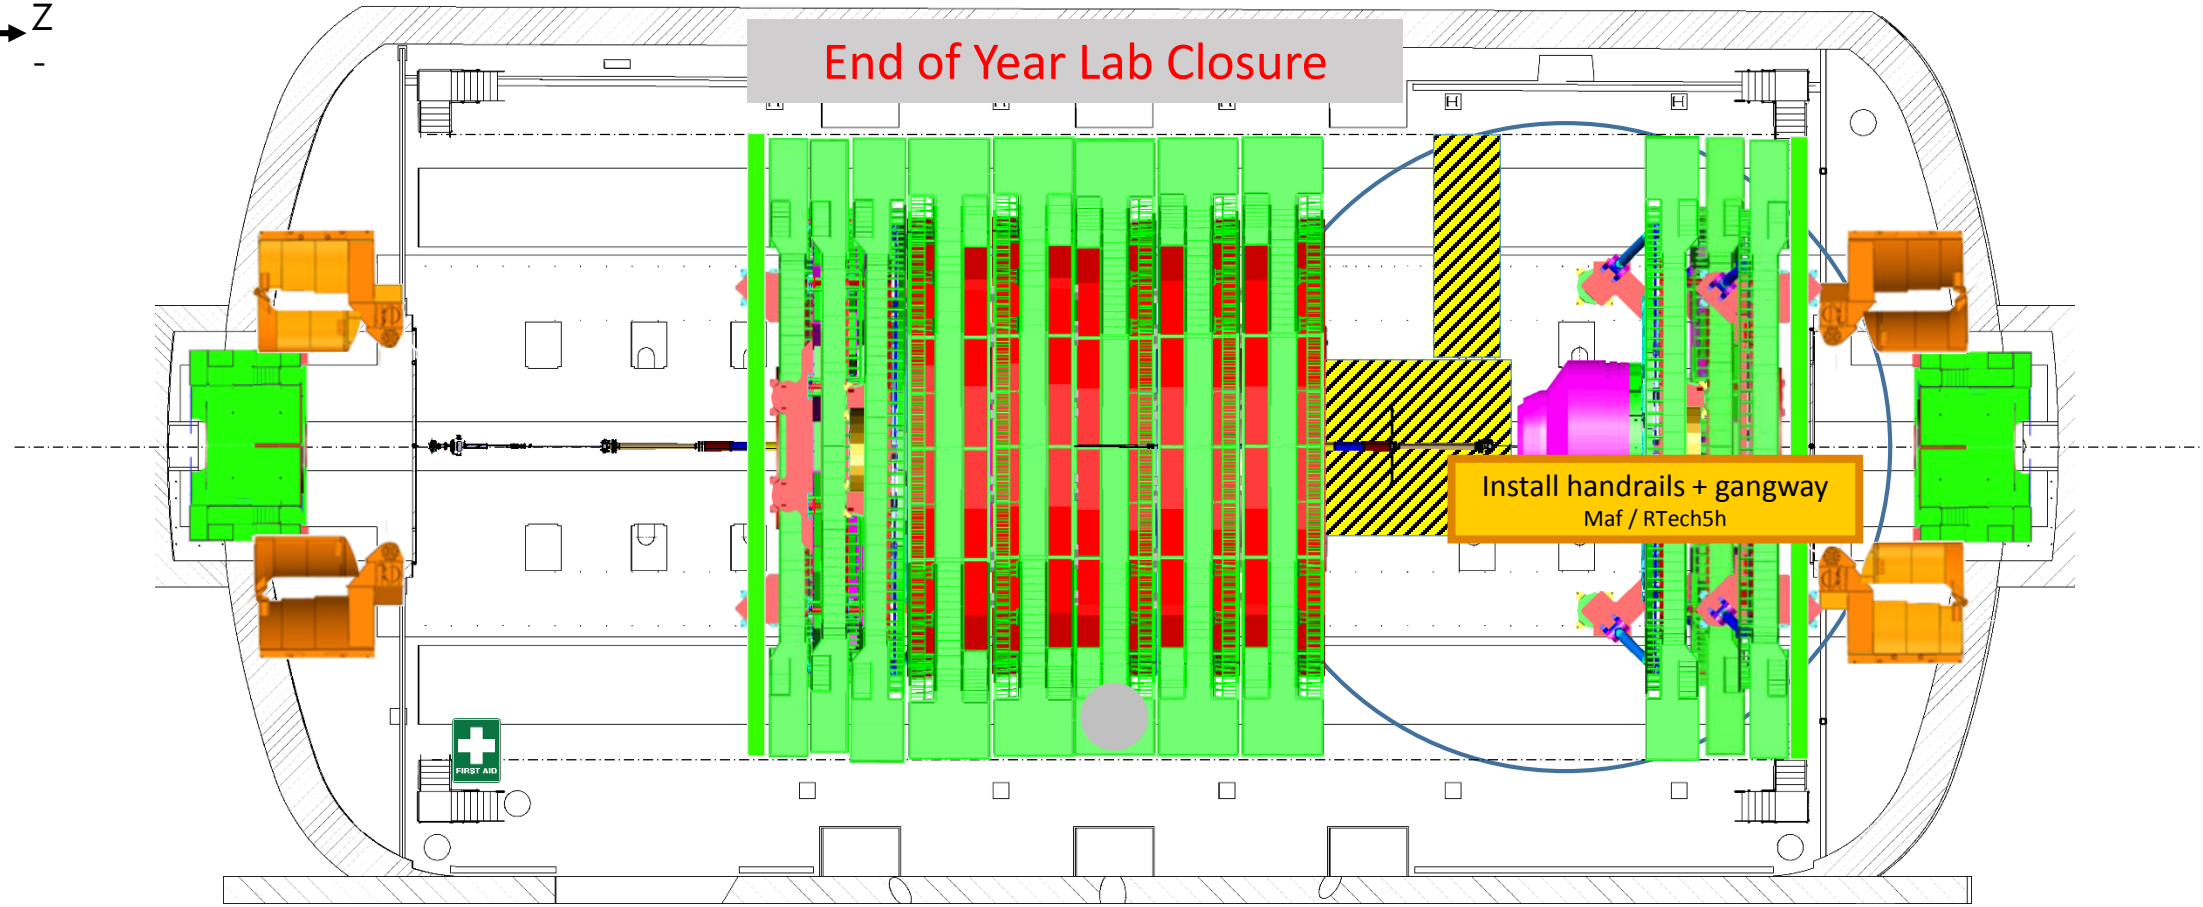 Z
-
End of Year Lab Closure
Install handrails + gangway
Maf / RTech5h
FIRST AID